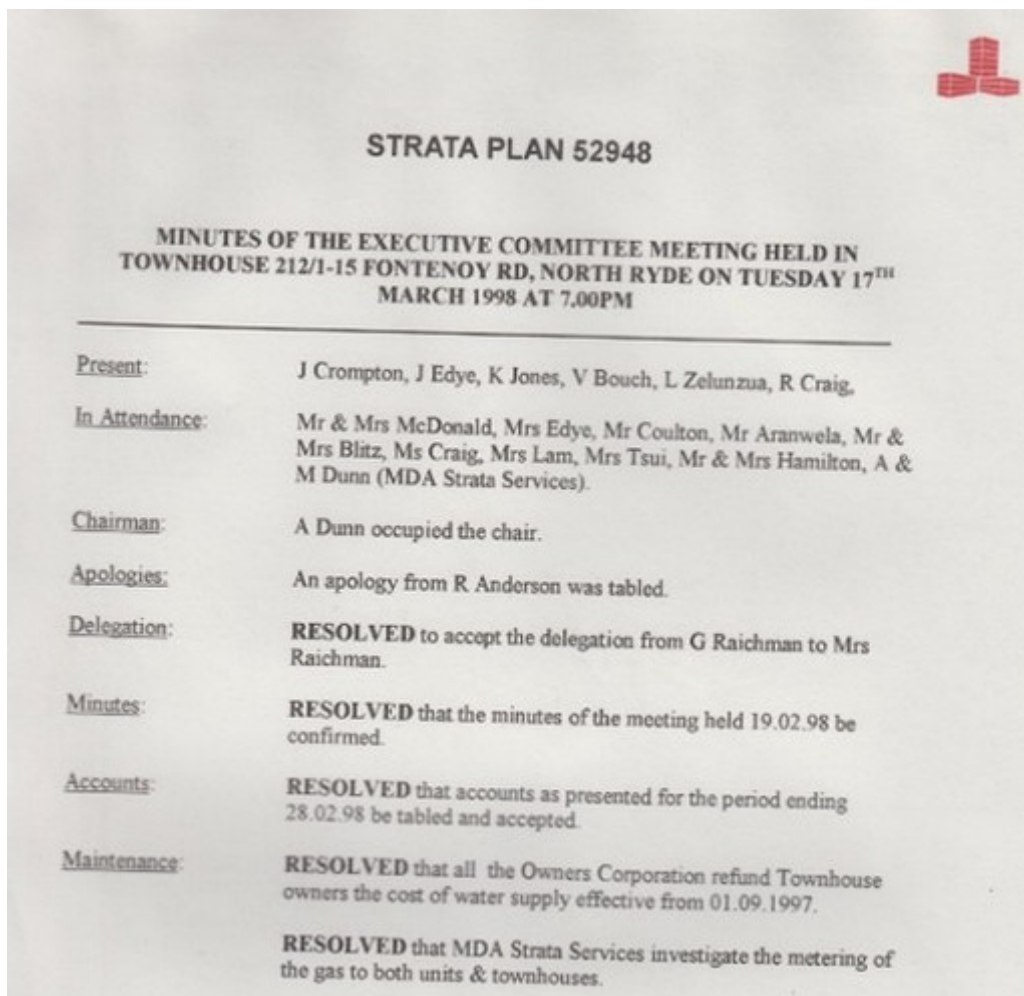 STRATA PLAN 52948
MINUTES OF THE EXECUTIVE COMMITTEE MEETING HELD IN
TOWNHOUSE 212/1-15 FONTENOY RD, NORTH RYDE ON TUESDAY 17TH
MARCH 1998 AT 7.00PM
Present: J Crompton, J Edye, K Jones, V Bouch, L Zelunzua, R Craig,
In Attendance: Mr & Mrs McDonald, Mrs Edye, Mr Coulton, Mr Aranwela, Mr &
Mrs Blitz, Ms Craig, Mrs Lam, Mrs Tsui, Mr & Mrs Hamilton, A &
M Dunn (MDA Strata Services).
Chairman: A Dunn occupied the chair.
Apologies: An apology from R Anderson was tabled.
Delegation: RESOLVED to accept the delegation from G Raichman to Mrs
Raichman.
Minutes: RESOLVED that the minutes of the meeting held 19.02.98 be
confirmed.
Accounts: RESOLVED that accounts as presented for the period ending
28.02.98 be tabled and accepted.
Maintenance: RESOLVED that all the Owners Corporation refund Townhouse
owners the cost of water supply effective from 01.09.1997.
RESOLVED that MDA Strata Services investigate the metering of
the gas to both units & townhouses.